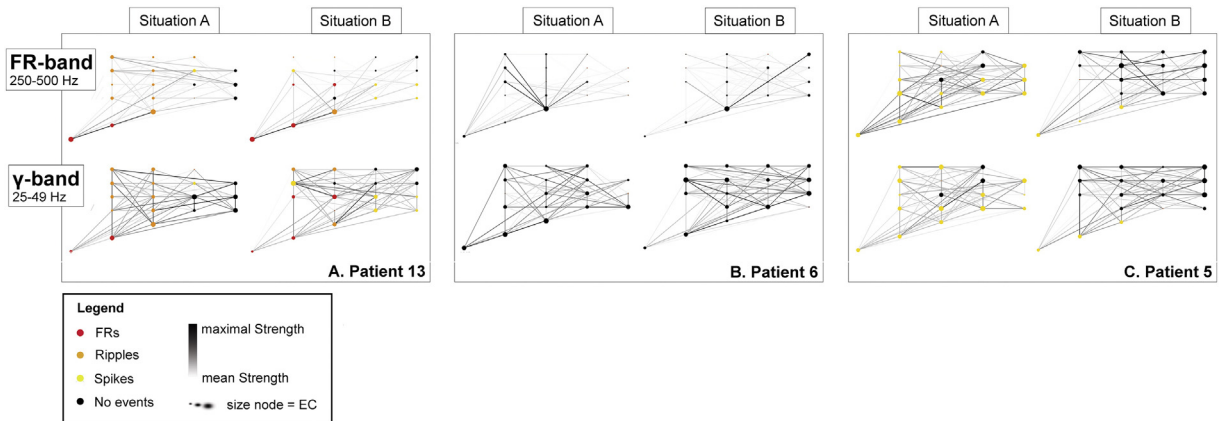 Situation A
Situation B
Situation A
Situation B
Situation A
Situation B
FR-band
250-500 Hz
γ-band
25-49 Hz
A. Patient 13
B. Patient 6
C. Patient 5
Legend
FRs
Ripples
Spikes
No events
maximal Strength
mean Strength
size node = EC